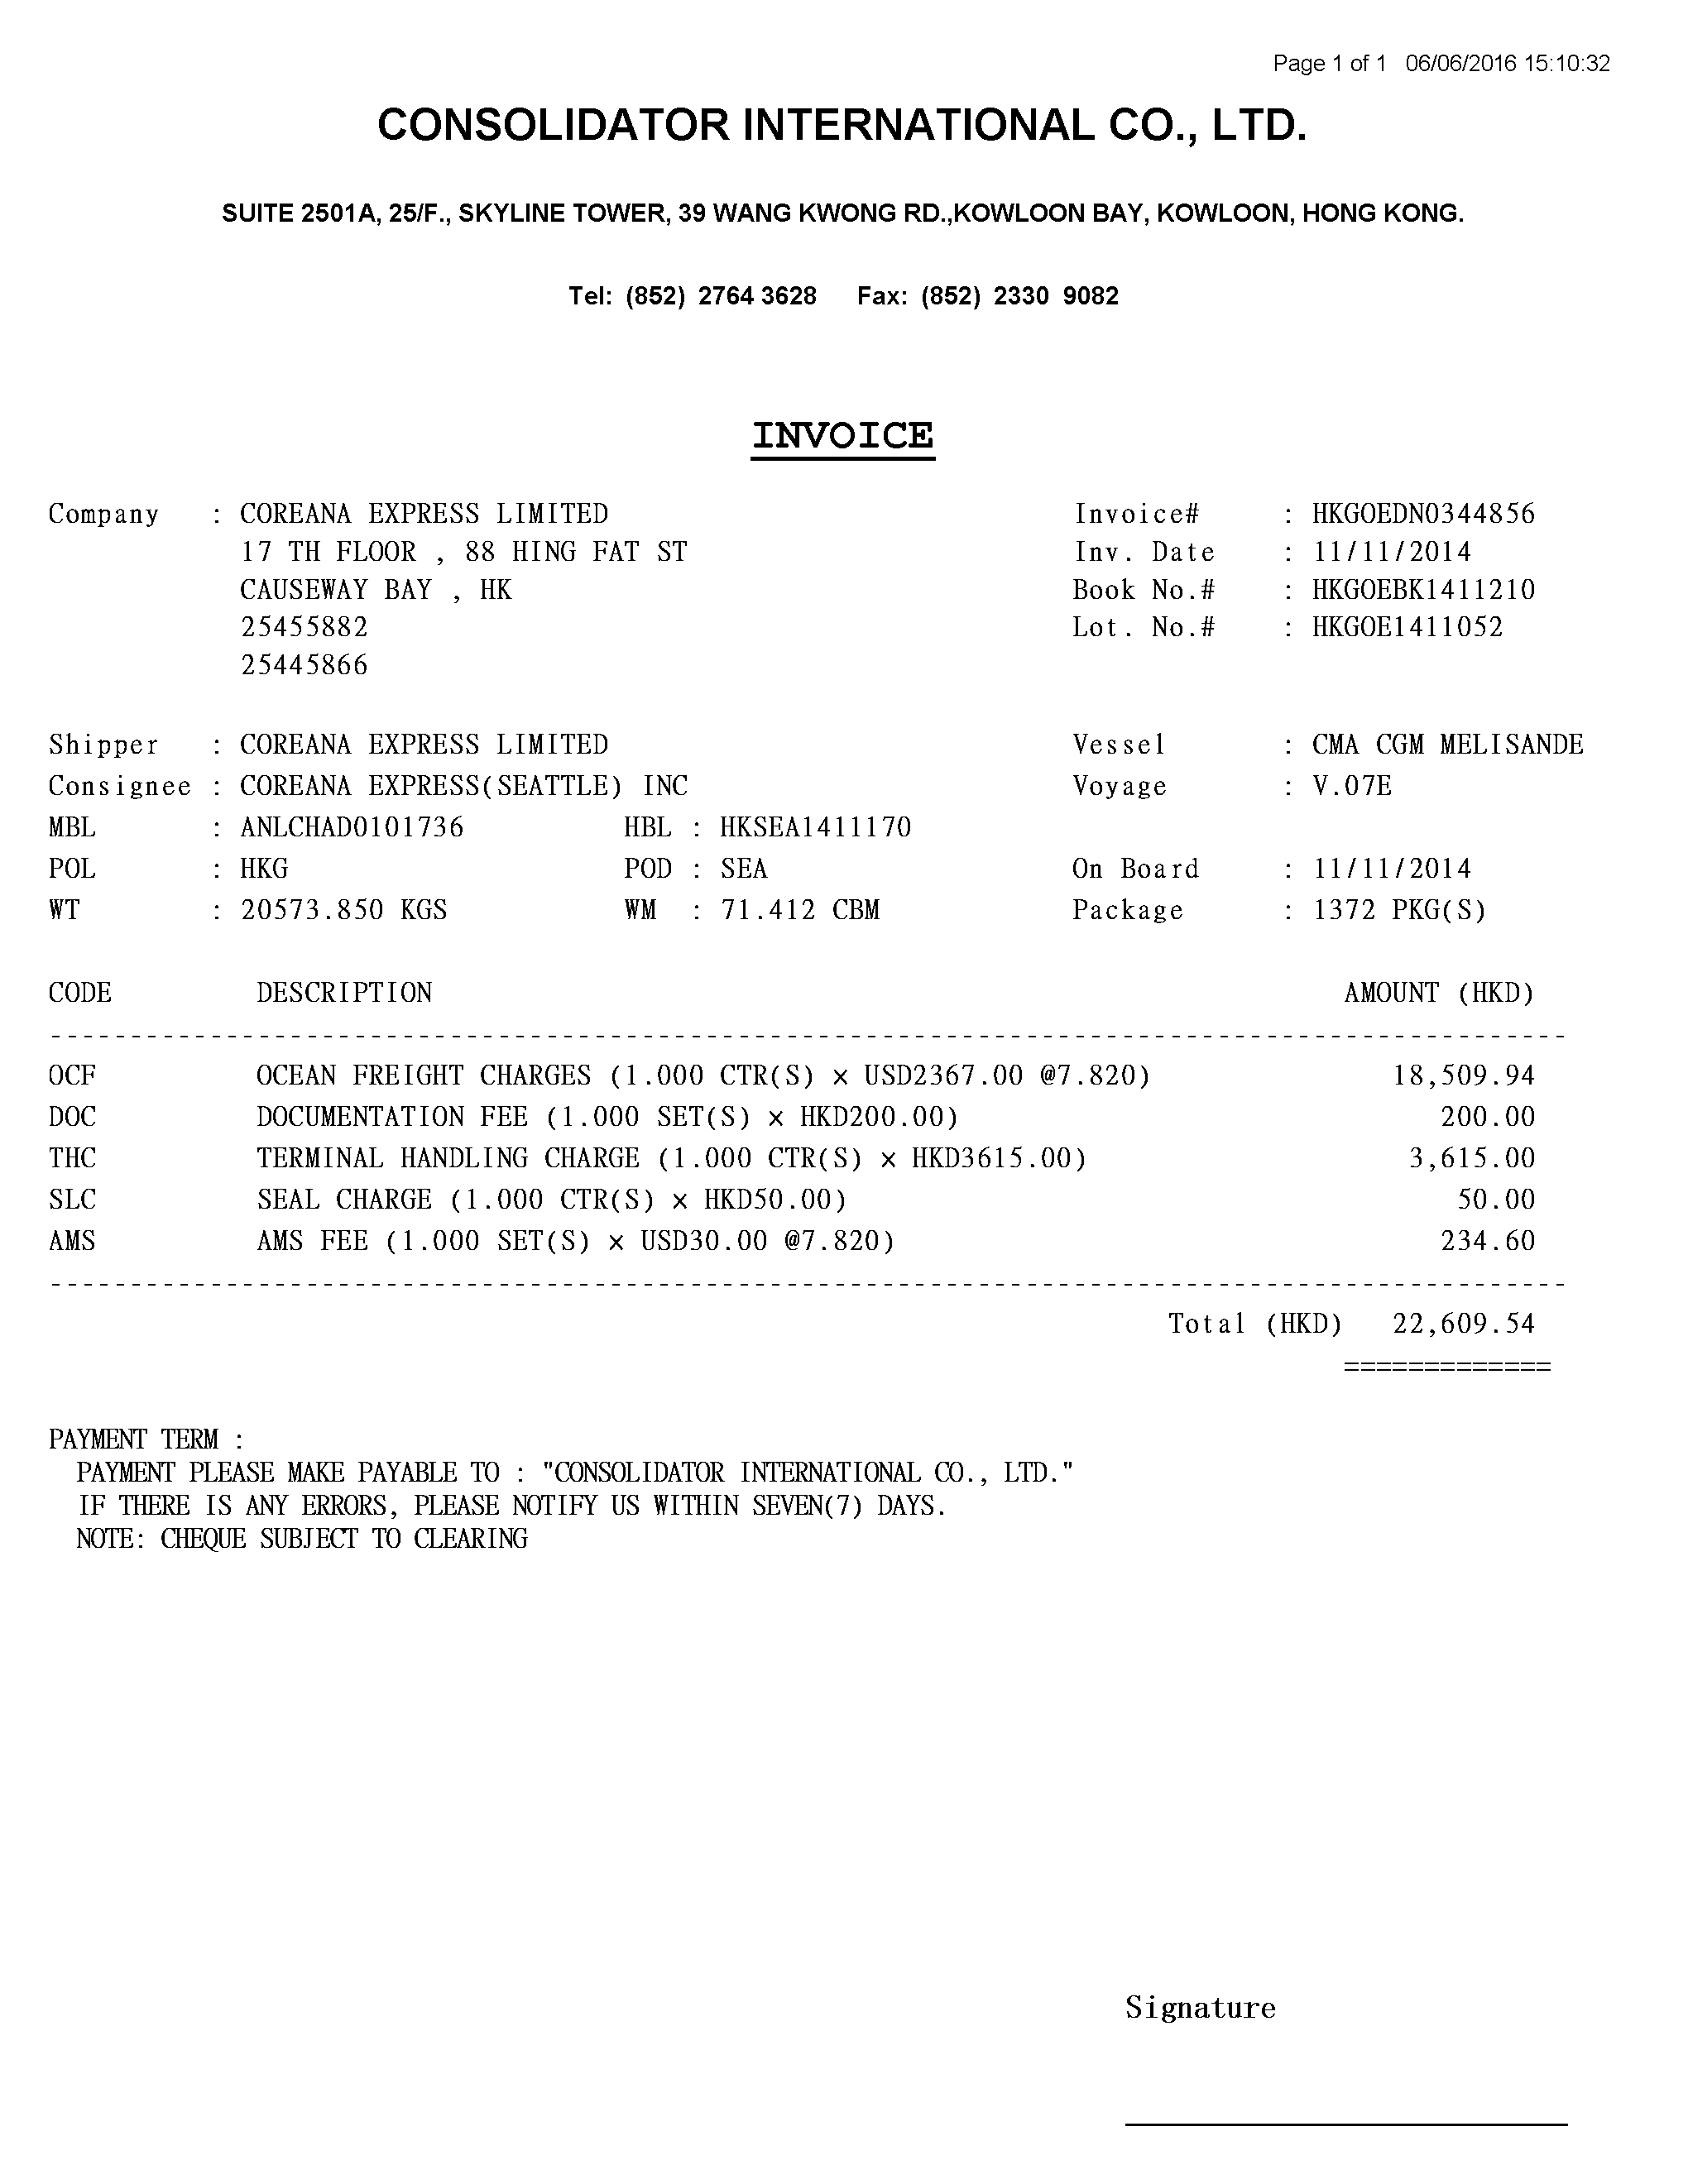 Page 1 of 1 06/06/2016 15:10:32
CONSOLIDATOR INTERNATIONAL CO., LTD.
SUITE 2501A, 25/F., SKYLINE TOWER, 39 WANG KWONG RD.,KOWLOON BAY, KOWLOON, HONG KONG.
Tel: (852) 2764 3628 Fax: (852) 2330 9082
INVOICE
Company : COREANA EXPRESS LIMITED Invoice# : HKGOEDN0344856
17 TH FLOOR , 88 HING FAT ST Inv. Date : 11/11/2014
CAUSEWAY BAY , HK Book No.# : HKGOEBK1411210
25455882 Lot. No.# : HKGOE1411052
25445866
Shipper : COREANA EXPRESS LIMITED Vessel : CMA CGM MELISANDE
Consignee : COREANA EXPRESS(SEATTLE) INC Voyage : V.07E
MBL : ANLCHAD0101736 HBL : HKSEA1411170
POL : HKG POD : SEA On Board : 11/11/2014
WT : 20573.850 KGS WM : 71.412 CBM Package : 1372 PKG(S)
CODE DESCRIPTION AMOUNT (HKD)
OCF OCEAN FREIGHT CHARGES (1.000 CTR(S) × USD2367.00 @7.820) 18,509.94
DOC DOCUMENTATION FEE (1.000 SET(S) × HKD200.00) 200.00
THC TERMINAL HANDLING CHARGE (1.000 CTR(S) × HKD3615.00) 3,615.00
SLC SEAL CHARGE (1.000 CTR(S) × HKD50.00) 50.00
AMS AMS FEE (1.000 SET(S) × USD30.00 @7.820) 234.60
Total (HKD) 22,609.54
=============
PAYMENT TERM :
PAYMENT PLEASE MAKE PAYABLE TO : "CONSOLIDATOR INTERNATIONAL CO., LTD."
IF THERE IS ANY ERRORS, PLEASE NOTIFY US WITHIN SEVEN(7) DAYS.
NOTE: CHEQUE SUBJECT TO CLEARING
Signature